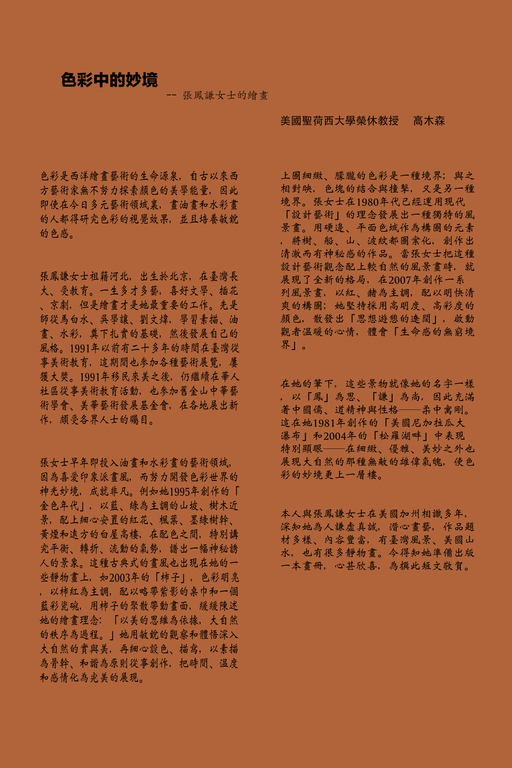 色彩中的妙境
-- 張鳳謙女士的繪畫
美國聖荷西大學榮休教授 高木森
色彩是西洋繪畫藝術的生命源泉，自古以來西
方藝術家無不努力探索顏色的美學能量，因此
即使在今日多元藝術領域裏，畫油畫和水彩畫
的人都得研究色彩的視覺效果，並且培養敏銳
的色感。
張鳳謙女士祖籍河北，出生於北京，在臺灣長
大、受教育。一生多才多藝，喜好文學、插花
、京劇，但是繪畫才是她最重要的工作。先是
師從馬白水、吳學讓、劉文煒，學習素描、油
畫、水彩，奠下扎實的基礎，然後發展自己的
風格。1991年以前有二十多年的時間在臺灣從
事美術教育，這期間也參加各種藝術展覽，屢
獲大獎。1991年移民來美之後，仍繼續在華人
社區從事美術教育活動，也參加舊金山中華藝
術學會、美華藝術發展基金會，在各地展出新
作，頗受各界人士的矚目。
張女士早年即投入油畫和水彩畫的藝術領域，
因為喜愛印象派畫風，而努力開發色彩世界的
神光妙境，成就非凡。例如她1995年創作的「
金色年代」，以藍、綠為主調的山坡、樹木近
景，配上細心安置的紅花、楓葉、墨綠樹幹、
黃燈和遠方的白屋高樓，在配色之間，特別講
究平衡、轉折、流動的氣勢，譜出一幅神秘誘
人的景象。這種古典式的畫風也出現在她的一
些靜物畫上，如2003年的「柿子」，色彩明亮
，以柿紅為主調，配以略帶紫影的桌巾和一個
藍彩瓷碗，用柿子的聚散帶動畫面，緩緩陳述
她的繪畫理念：「以美的思維為依據，大自然
的秩序為過程。」她用敏銳的觀察和體悟深入
大自然的實與美，再細心設色、描寫，以素描
為骨幹、和諧為原則從事創作，把時間、溫度
和感情化為完美的展現。
上團細緻、朦朧的色彩是一種境界；與之
相對映，色塊的結合與撞擊，又是另一種
境界。張女士在1980年代已經運用現代
「設計藝術」的理念發展出一種獨特的風
景畫。用硬邊、平面色域作為構圖的元素
，將樹、船、山、波紋都圖案化，創作出
清澈而有神秘感的作品。當張女士把這種
設計藝術觀念配上較自然的風景畫時，就
展現了全新的格局，在2007年創作一系
列風景畫，以紅、赭為主調，配以明快清
爽的構圖；她堅持採用高明度、高彩度的
顏色，散發出「思想遊憩的邀閱」，啟動
觀者溫暖的心情，體會「生命感的無窮境
界」。
在她的筆下，這些景物就像她的名字一樣
，以「鳳」為思、「謙」為尚，因此充滿
著中國儒、道精神與性格——柔中寓剛。
這在她1981年創作的「美國尼加拉瓜大
瀑布」和2004年的「松羅湖畔」中表現
特別顯眼——在細緻、優雅、美妙之外也
展現大自然的那種無敵的雄偉氣魄，使色
彩的妙境更上一層樓。
本人與張鳳謙女士在美國加州相識多年，
深知她為人謙虛真誠，潛心畫藝，作品題
材多樣、內容豐富，有臺灣風景、美國山
水，也有很多靜物畫。今得知她準備出版
一本畫冊，心甚欣喜，為撰此短文致賀。